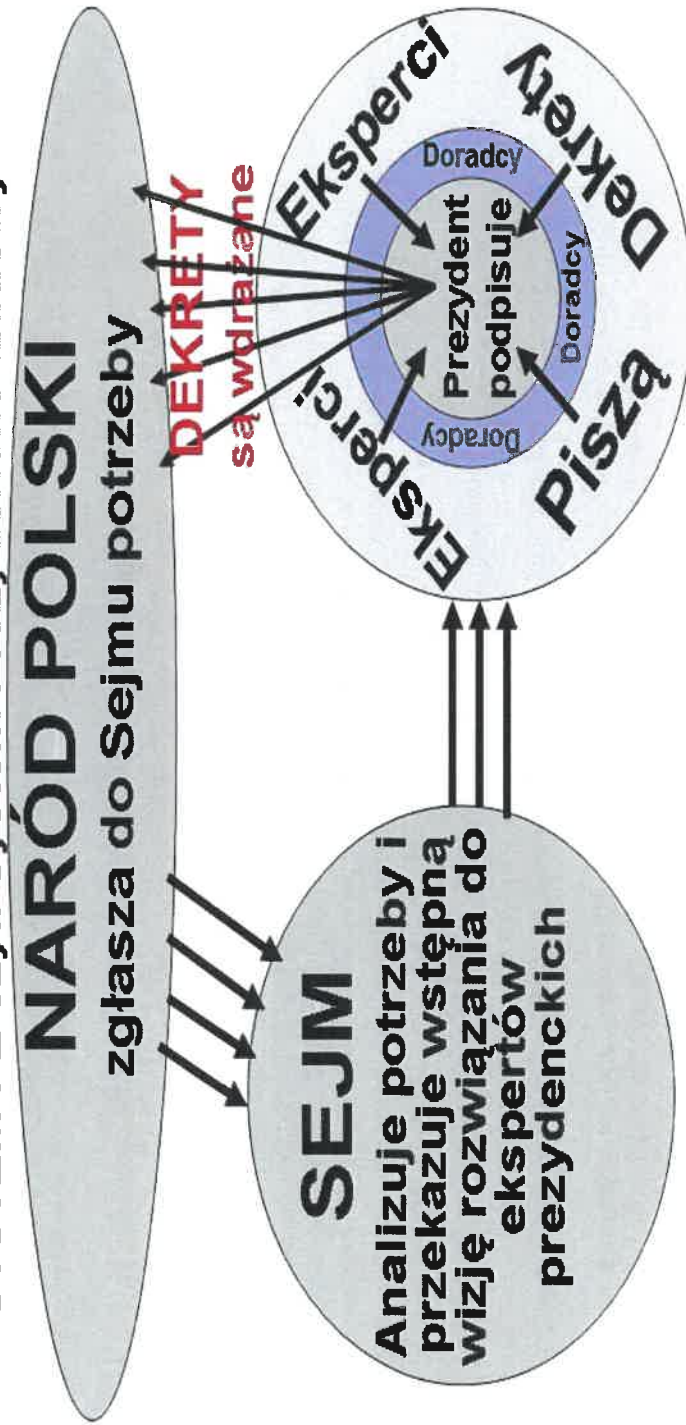 NARÓD POLSKI
zgłasza do Sejmu potrzeby
DEKRETY
są wdrażane
SEJM
Analizuje potrzeby i
przekazuje wstępną
wizję rozwiązania do
ekspertów
prezydenckich
Eksperci
Eksperci
Piszą
Dekrety
Doradcy
Doradcy
Doradcy
Prezydent
podpisuje